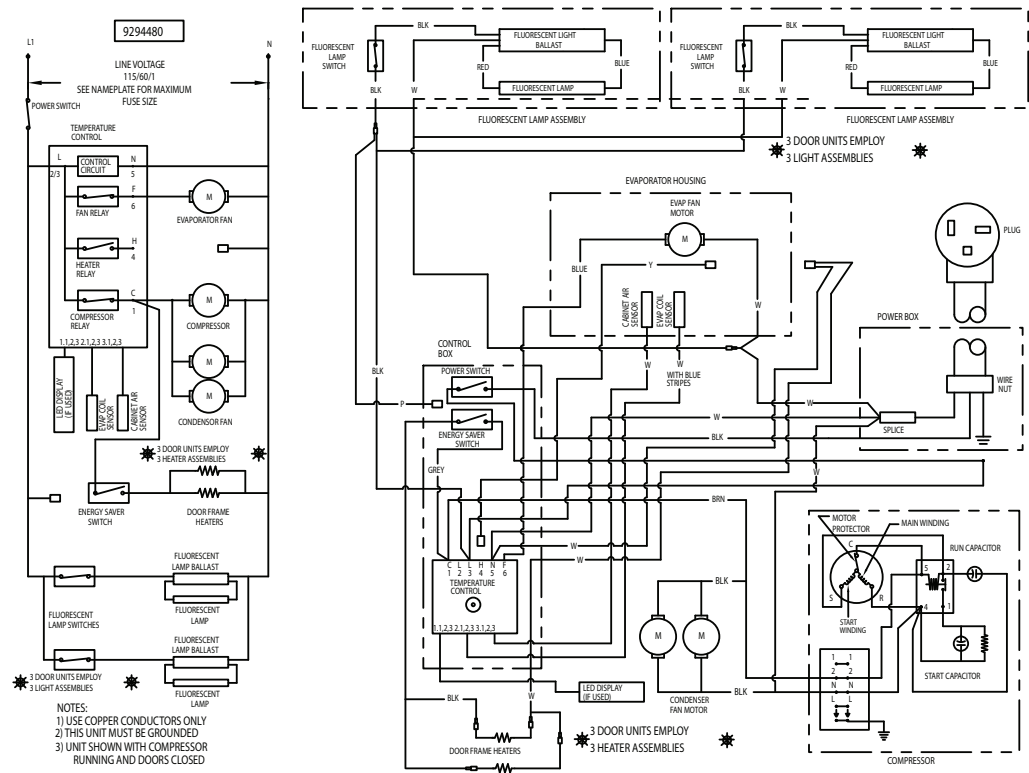 9294480
L1
N
LINE VOLTAGE
115/60/1
SEE NAMEPLATE FOR MAXIMUM
FUSE SIZE
POWER SWITCH
TEMPERATURE
CONTROL
L
2/3
CONTROL
CIRCUIT
N
5
FAN RELAY
F
6
M
EVAPORATOR FAN
HEATER
RELAY
H
4
COMPRESSOR
RELAY
C
1
M
COMPRESSOR
1.1,2,3 2.1,2,3 3.1,2,3
LED DISPLAY
(IF USED)
EVAP COIL
SENSOR
CABINET AIR
SENSOR
M
M
CONDENSOR FAN
3 DOOR UNITS EMPLOY
3 HEATER ASSEMBLIES
ENERGY SAVER
SWITCH
DOOR FRAME
HEATERS
FLUORESCENT
LAMP BALLAST
FLUORESCENT
LAMP SWITCHES
FLUORESCENT
LAMP
FLUORESCENT
LAMP BALLAST
FLUORESCENT
LAMP
3 DOOR UNITS EMPLOY
3 LIGHT ASSEMBLIES
NOTES:
1) USE COPPER CONDUCTORS ONLY
2) THIS UNIT MUST BE GROUNDED
3) UNIT SHOWN WITH COMPRESSOR
RUNNING AND DOORS CLOSED
FLUORESCENT
LAMP
SWITCH
BLK
FLUORESCENT LIGHT
BALLAST
RED
BLUE
FLUORESCENT LAMP
BLK
W
FLUORESCENT LAMP ASSEMBLY
FLUORESCENT
LAMP
SWITCH
BLK
FLUORESCENT LIGHT
BALLAST
RED
BLUE
FLUORESCENT LAMP
BLK
W
FLUORESCENT LAMP ASSEMBLY
3 DOOR UNITS EMPLOY
3 LIGHT ASSEMBLIES
EVAPORATOR HOUSING
EVAP FAN
MOTOR
M
BLUE
Y
W
CABINET AIR
SENSOR
EVAP COIL
SENSOR
W
W
WITH BLUE
STRIPES
PLUG
POWER BOX
WIRE
NUT
SPLICE
W
W
BLK
W
CONTROL
BOX
POWER SWITCH
BLK
P
ENERGY SAVER
SWITCH
GREY
BRN
W
W
C L L H N F
1 2 3 4 5 6
TEMPERATURE
CONTROL
1.1,2,3 2.1,2,3 3.1,2,3
BLK
M
M
BLK
CONDENSER
FAN MOTOR
LED DISPLAY
(IF USED)
BLK
W
DOOR FRAME HEATERS
3 DOOR UNITS EMPLOY
3 HEATER ASSEMBLIES
MOTOR
PROTECTOR
MAIN WINDING
C
S
R
START
WINDING
RUN CAPACITOR
5
2
4
1
START CAPACITOR
1 1
2 2
N N
L L
COMPRESSOR